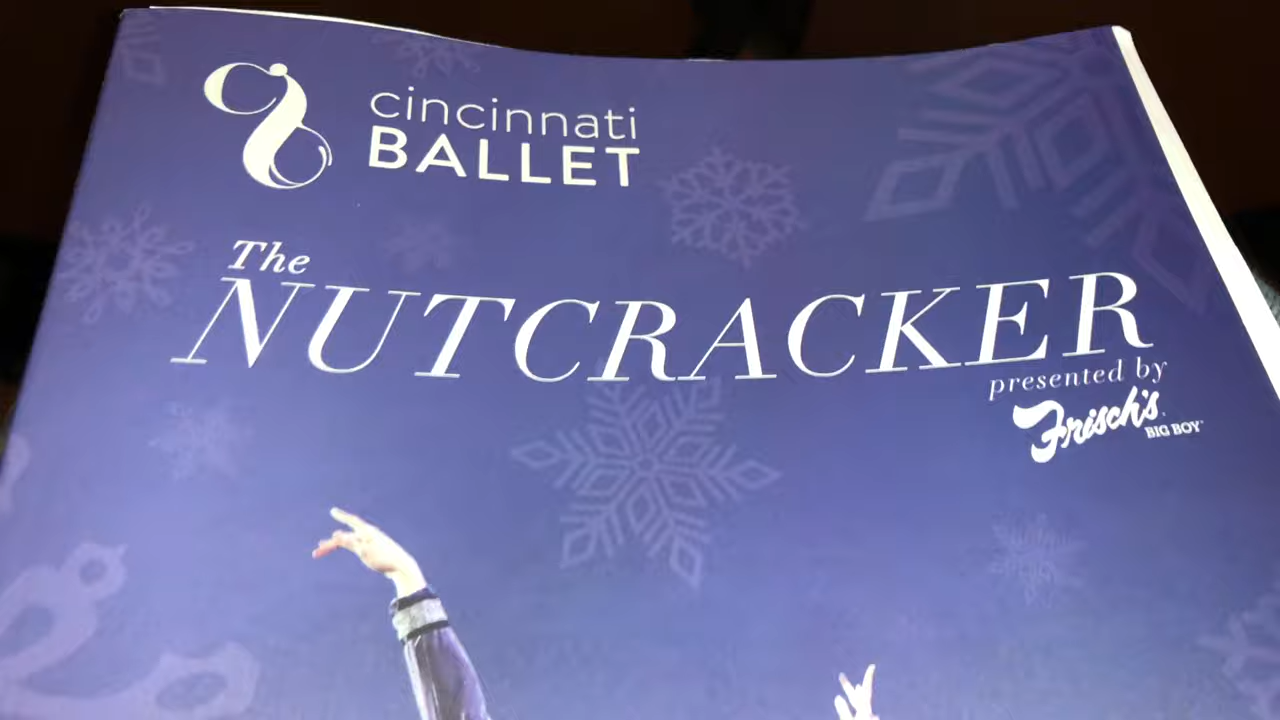 cincinnati
BALLET
The
NUTCRACKER
presented by
Frisch's
BIG BOY